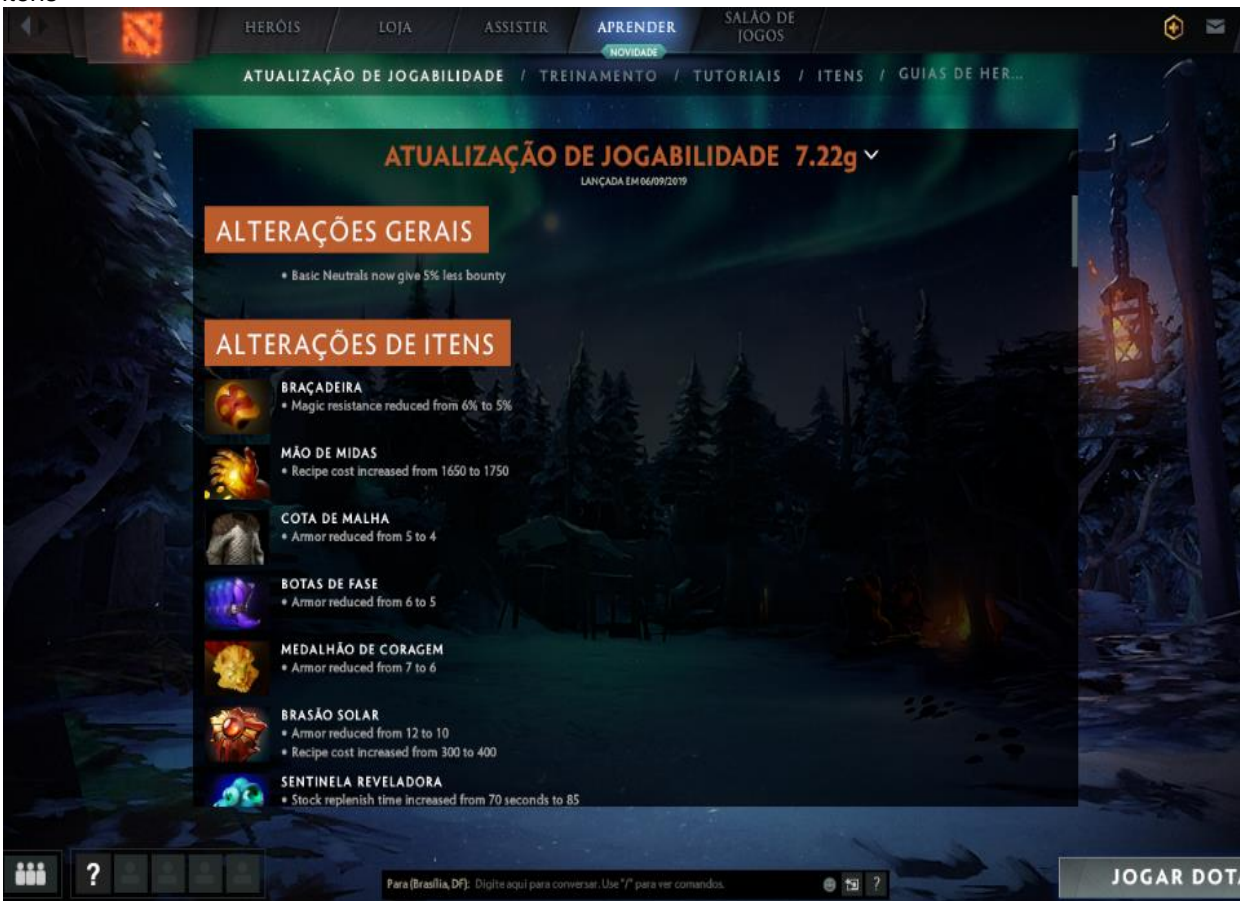 HERÓIS
LOJA
ASSISTIR
APRENDER
SALÃO DE
JOGOS
NOVIDADE
ATUALIZAÇÃO DE JOGABILIDADE / TREINAMENTO / TUTORIAIS / ITENS / GUIAS DE HER...
ATUALIZAÇÃO DE JOGABILIDADE 7.22g
LANÇADA EM 06/09/2019
ALTERAÇÕES GERAIS
• Basic Neutrals now give 5% less bounty
ALTERAÇÕES DE ITENS
BRAÇADEIRA
• Magic resistance reduced from 6% to 5%
MÃO DE MIDAS
• Recipe cost increased from 1650 to 1750
COTA DE MALHA
• Armor reduced from 5 to 4
BOTAS DE FASE
• Armor reduced from 6 to 5
MEDALHÃO DE CORAGEM
• Armor reduced from 7 to 6
BRASÃO SOLAR
• Armor reduced from 12 to 10
• Recipe cost increased from 300 to 400
SENTINELA REVELADORA
• Stock replenish time increased from 70 seconds to 85
?
Para (Brasília, DF): Digite aqui para conversar. Use "/" para ver comandos.
?
JOGAR DOTA